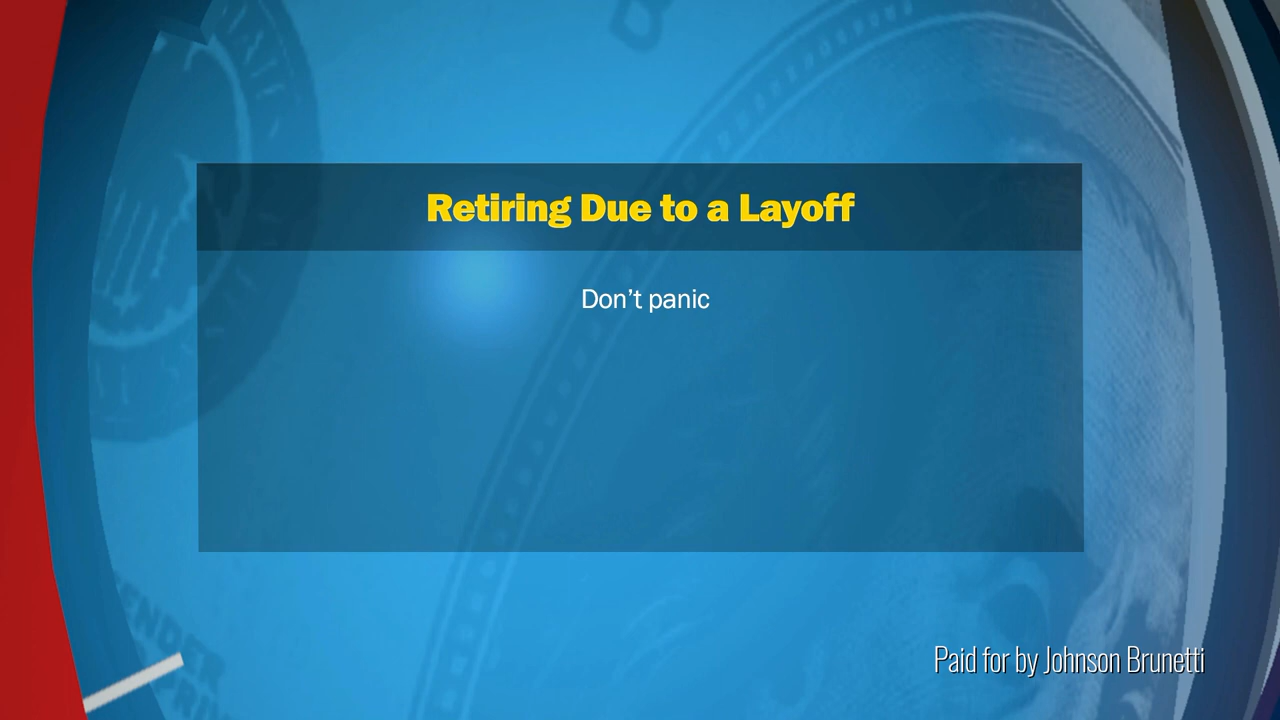 Retiring Due to a Layoff
Don't panic
Paid for by Johnson Brunetti